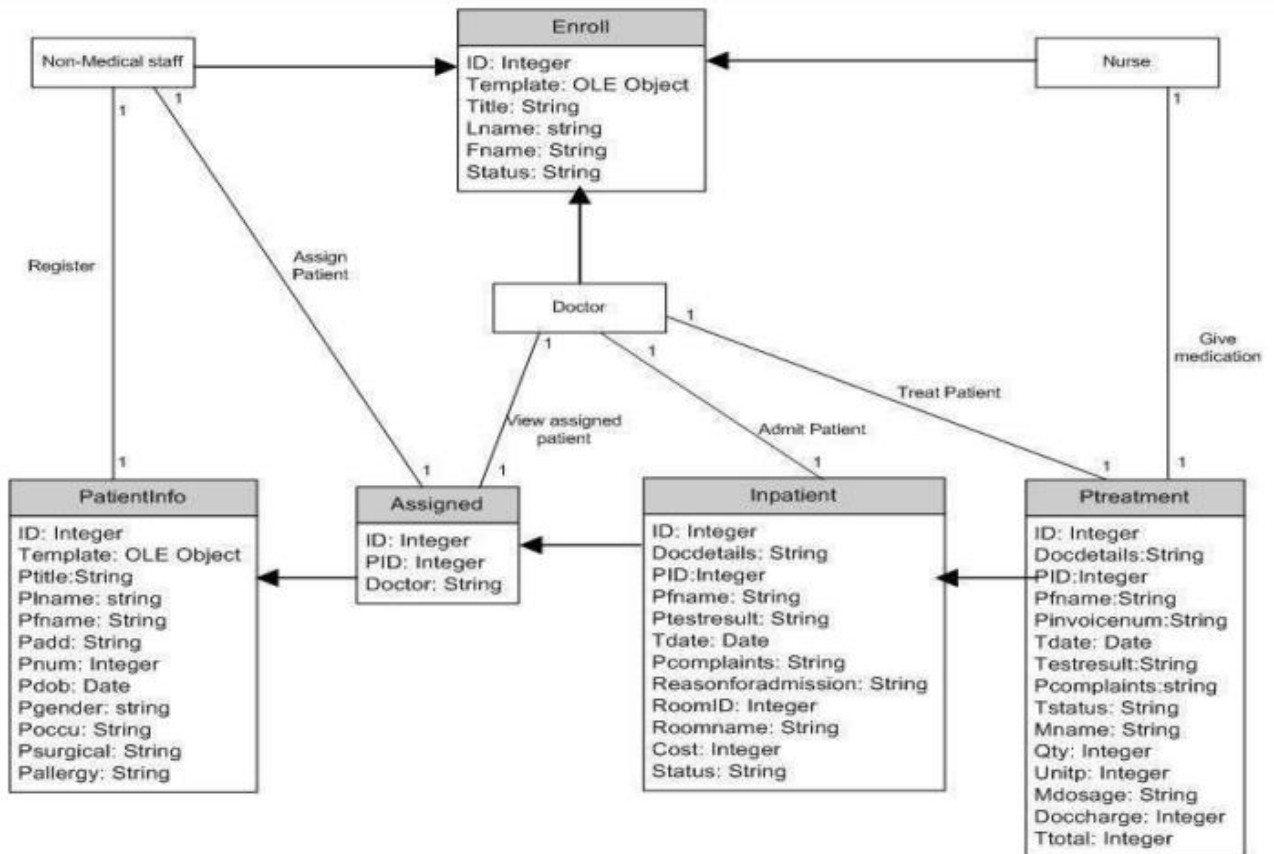 Enroll
ID: Integer
Template: OLE Object
Title: String
Lname: string
Fname: String
Status: String
Non-Medical staff
Nurse
1
1
1
Register
Assign
Patient
Doctor
1
1
1
Give
medication
View assigned
patient
Admit Patient
Treat Patient
1
1
1
1
1
1
PatientInfo
ID: Integer
Template: OLE Object
Ptitle:String
Plname: string
Pfname: String
Padd: String
Pnum: Integer
Pdob: Date
Pgender: string
Poccu: String
Psurgical: String
Pallergy: String
Assigned
ID: Integer
PID: Integer
Doctor: String
Inpatient
ID: Integer
Docdetails: String
PID:Integer
Pfname: String
Ptestresult: String
Tdate: Date
Pcomplaints: String
Reasonforadmission: String
RoomID: Integer
Roomname: String
Cost: Integer
Status: String
Ptreatment
ID: Integer
Docdetails:String
PID:Integer
Pfname:String
Pinvoicenum:String
Tdate: Date
Testresult:String
Pcomplaints:string
Tstatus: String
Mname: String
Qty: Integer
Unitp: Integer
Mdosage: String
Doccharge: Integer
Ttotal: Integer